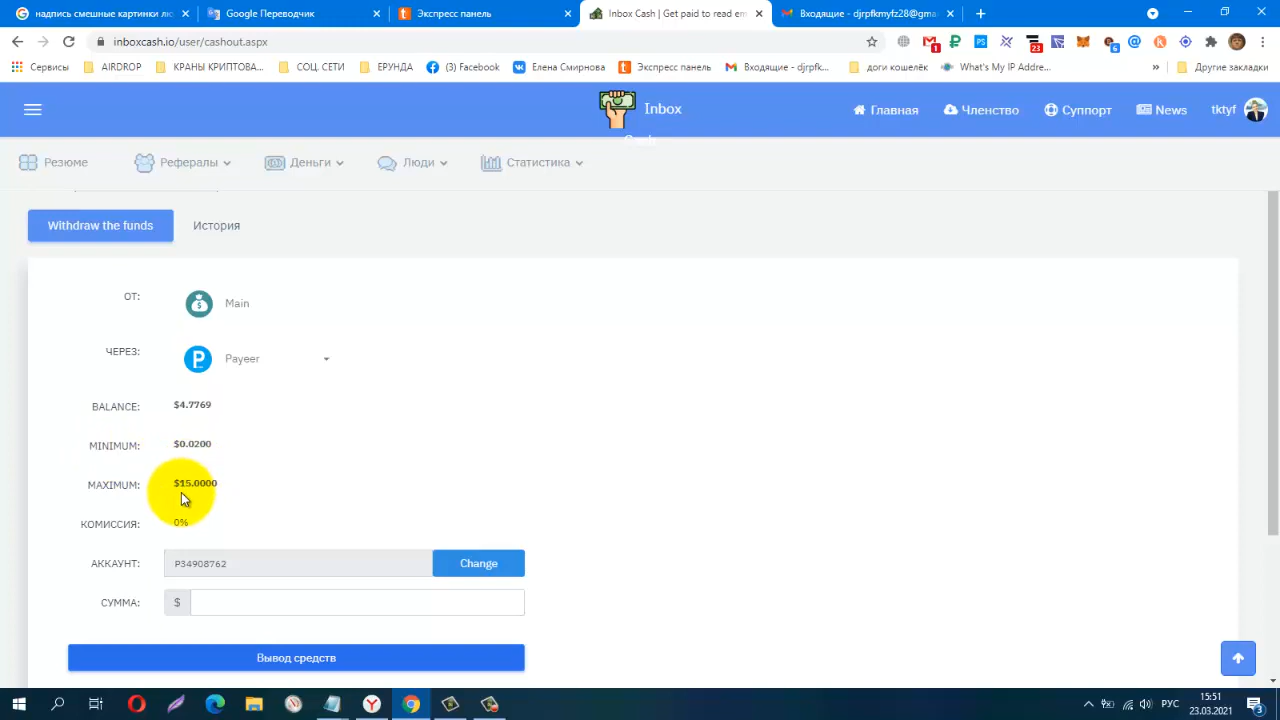 надпись смешные картинки лю
Google Переводчик
Экспресс панель
Inbox Cash | Get paid to read em
Входящие - djrpfkmyfz28@gma
inboxcash.io/user/cashout.aspx
Сервисы
AIRDROP
КРАНЫ КРИПТОВА...
СОЦ. СЕТИ
ЕРУНДА
(3) Facebook
Елена Смирнова
Экспресс панель
Входящие - djrpfk...
доги кошелёк
What's My IP Addre...
»
Другие закладки
Inbox
Cash
Главная
Членство
Суппорт
News
tktyf
Резюме
Рефералы
Деньги
Люди
Статистика
Withdraw the funds
История
ОТ:
Main
ЧЕРЕЗ:
Payeer
BALANCE:
$4.7769
MINIMUM:
$0.0200
MAXIMUM:
$15.0000
КОМИССИЯ:
0%
АККАУНТ:
P34908762
Change
СУММА:
$
Вывод средств
РУС
15:51
23.03.2021